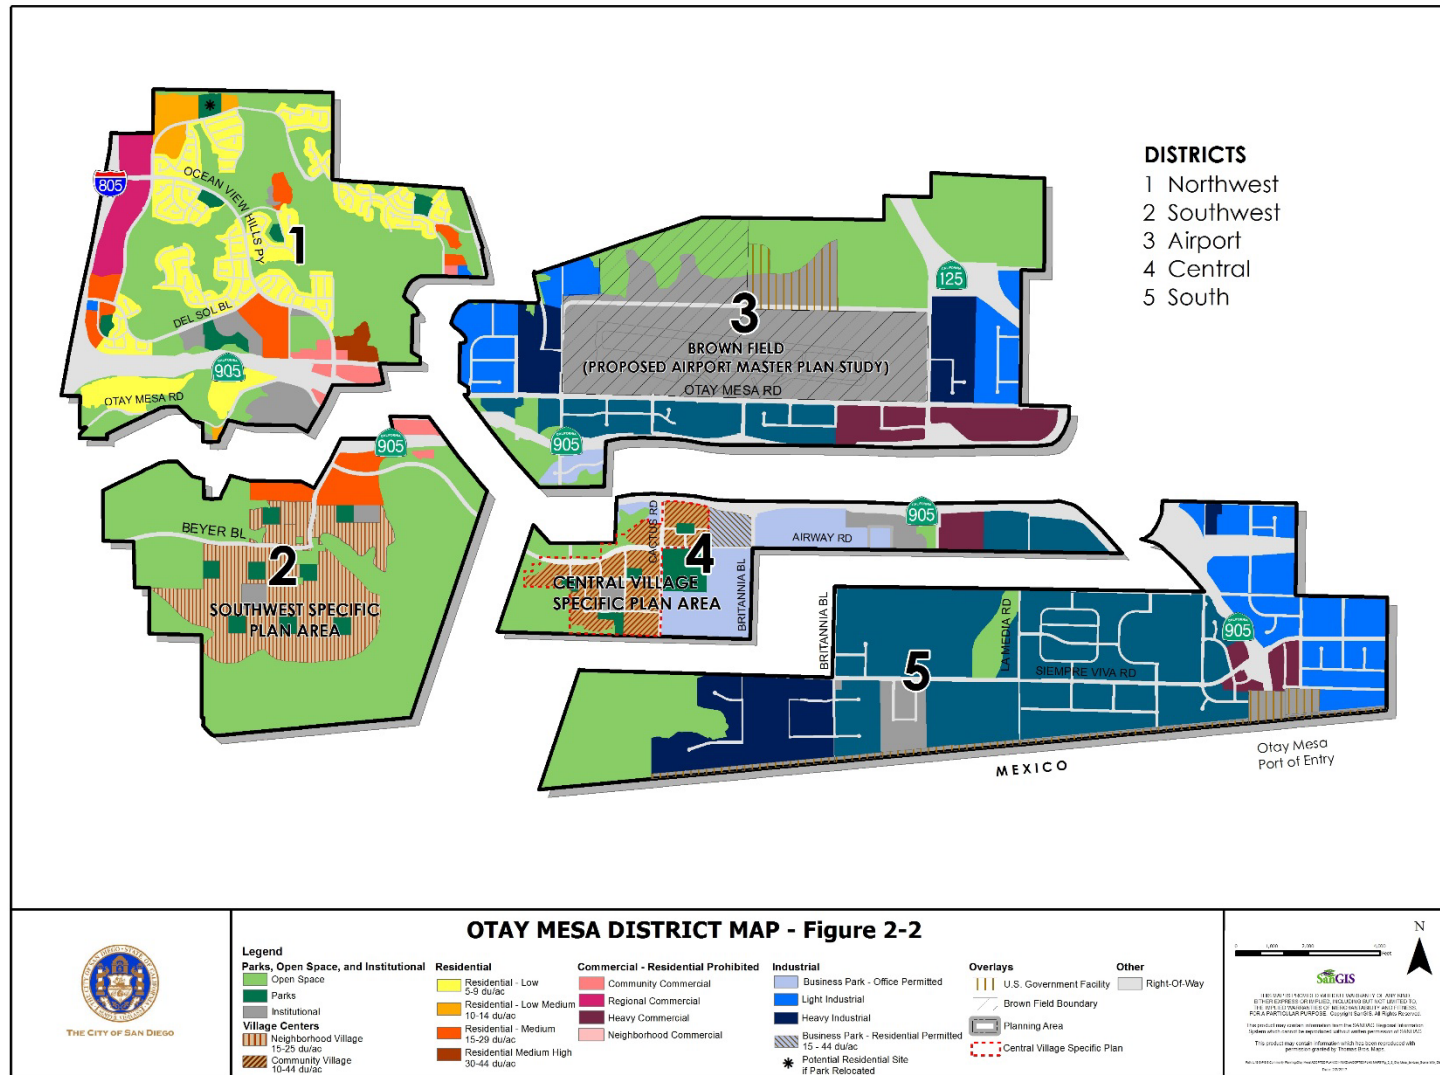 DISTRICTS
1 Northwest
2 Southwest
3 Airport
4 Central
5 South
805
OCEAN VIEW HILLS PY
1
DEL SOL BL
CALIFORNIA
905
OTAY MESA RD
CALIFORNIA
125
3
BROWN FIELD
(PROPOSED AIRPORT MASTER PLAN STUDY)
OTAY MESA RD
CALIFORNIA
905
CALIFORNIA
905
BEYER BL
2
SOUTHWEST SPECIFIC
PLAN AREA
CACTUS RD
4
CENTRAL VILLAGE
SPECIFIC PLAN AREA
BRITANNIA BL
AIRWAY RD
CALIFORNIA
905
BRITANNIA BL
5
LA MEDIA RD
SIEMPRE VIVA RD
CALIFORNIA
905
MEXICO
Otay Mesa
Port of Entry
THE CITY OF SAN DIEGO
OTAY MESA DISTRICT MAP - Figure 2-2
Legend
Parks, Open Space, and Institutional
Open Space
Parks
Institutional
Village Centers
Neighborhood Village
15-25 du/ac
Community Village
10-44 du/ac
Residential
Residential - Low
5-9 du/ac
Residential - Low Medium
10-14 du/ac
Residential - Medium
15-29 du/ac
Residential Medium High
30-44 du/ac
Commercial - Residential Prohibited
Community Commercial
Regional Commercial
Heavy Commercial
Neighborhood Commercial
Industrial
Business Park - Office Permitted
Light Industrial
Heavy Industrial
Business Park - Residential Permitted
15 - 44 du/ac
Potential Residential Site
if Park Relocated
Overlays
U.S. Government Facility
Brown Field Boundary
Planning Area
Central Village Specific Plan
Other
Right-Of-Way
N
SanGIS